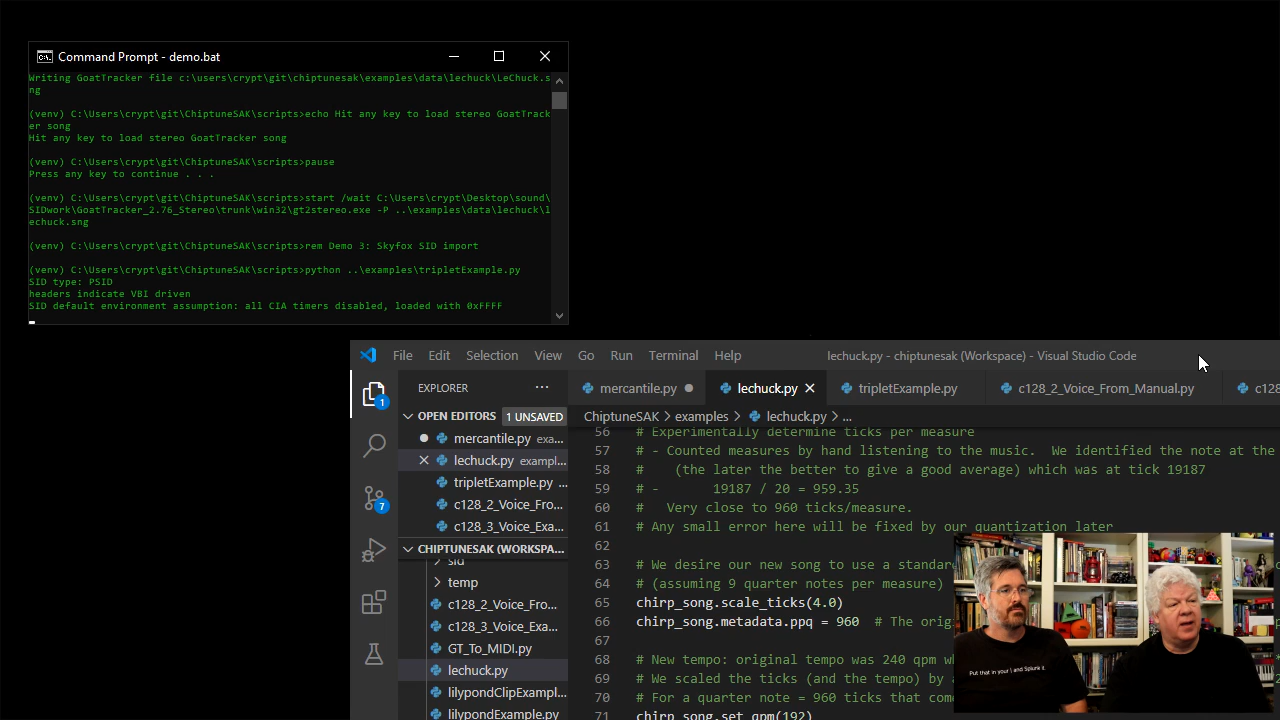 Command Prompt - demo.bat
Writing GoatTracker file c:\users\crypt\git\chiptunesak\examples\data\lechuck\LeChuck.s
ng
(venv) C:\Users\crypt\git\ChiptuneSAK\scripts>echo Hit any key to load stereo GoatTrack
er song
Hit any key to load stereo GoatTracker song
(venv) C:\Users\crypt\git\ChiptuneSAK\scripts>pause
Press any key to continue . . .
(venv) C:\Users\crypt\git\ChiptuneSAK\scripts>start /wait C:\Users\crypt\Desktop\sound\
SIDwork\GoatTracker_2.76_Stereo\trunk\win32\gt2stereo.exe -P ..\examples\data\lechuck\l
echuck.sng
(venv) C:\Users\crypt\git\ChiptuneSAK\scripts>rem Demo 3: Skyfox SID import
(venv) C:\Users\crypt\git\ChiptuneSAK\scripts>python ..\examples\tripletExample.py
SID type: PSID
headers indicate VBI driven
SID default environment assumption: all CIA timers disabled, loaded with 0xFFFF
File Edit Selection View Go Run Terminal Help
lechuck.py - chiptunesak (Workspace) - Visual Studio Code
EXPLORER ...
mercantile.py lechuck.py tripletExample.py c128_2_Voice_From_Manual.py c128
OPEN EDITORS 1 UNSAVED
ChiptuneSAK > examples > lechuck.py > ...
mercantile.py exa...
lechuck.py exampl...
tripletExample.py ...
c128_2_Voice_Fro...
c128_3_Voice_Exa...
CHIPTUNESAK (WORKSPA...
sid
temp
c128_2_Voice_Fro...
c128_3_Voice_Exa...
GT_To_MIDI.py
lechuck.py
lilypondClipExampl...
lilypondExample.py
1
7
56 # Experimentally determine ticks per measure
57 # - Counted measures by hand listening to the music. We identified the note at the
58 # (the later the better to give a good average) which was at tick 19187
59 # - 19187 / 20 = 959.35
60 # Very close to 960 ticks/measure.
61 # Any small error here will be fixed by our quantization later
62
63 # We desire our new song to use a standard
64 # (assuming 9 quarter notes per measure)
65 chirp_song.scale_ticks(4.0)
66 chirp_song.metadata.ppq = 960 # The orig
67
68 # New tempo: original tempo was 240 qpm wh
69 # We scaled the ticks (and the tempo) by a
70 # For a quarter note = 960 ticks that com
71 chirp_song.set_qpm(192)
Put that in your | and Splunk it.